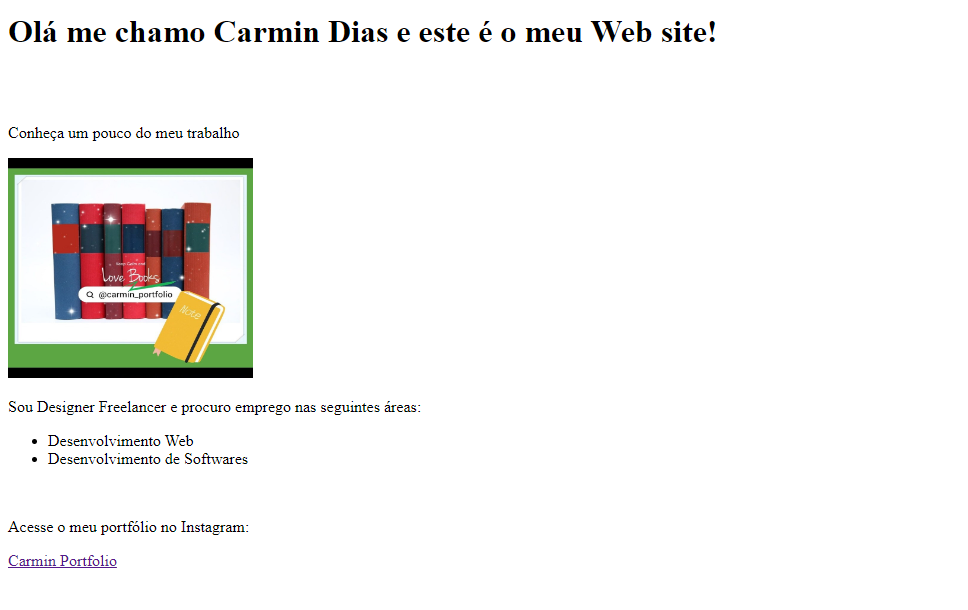 Olá me chamo Carmin Dias e este é o meu Web site!
Conheça um pouco do meu trabalho
Love Books
@carmin_portfolio
Note
Sou Designer Freelancer e procuro emprego nas seguintes áreas:
Desenvolvimento Web
Desenvolvimento de Softwares
Acesse o meu portfólio no Instagram:
Carmin Portfolio